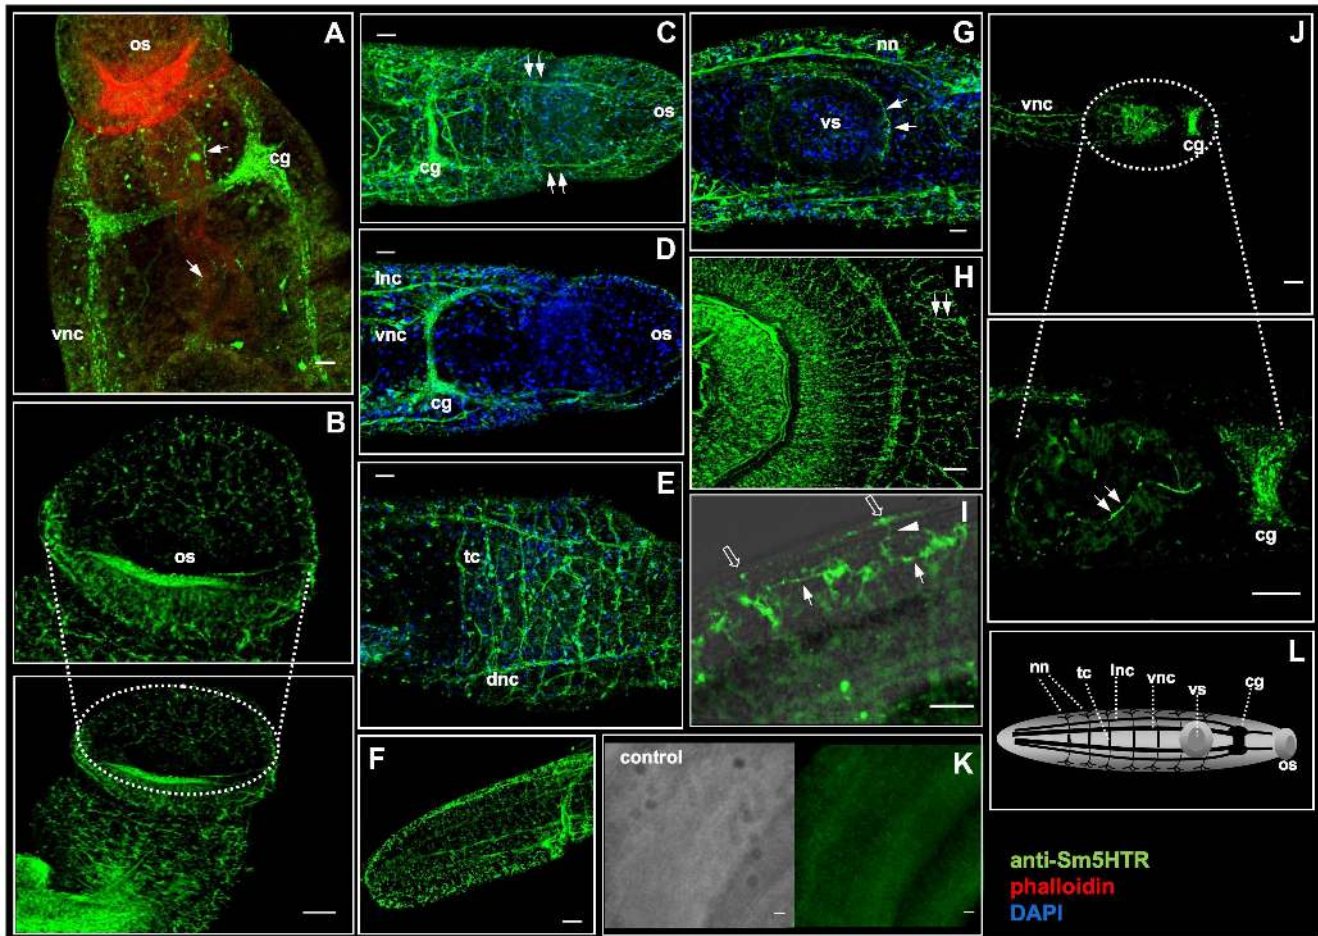 A
os
cg
vnc
B
os
C
os
cg
D
lnc
vnc
os
cg
E
tc
dnc
F
G
nn
vs
H
I
control
K
J
vnc
cg
cg
L
nn tc lnc vnc vs cg
os
anti-Sm5HTR
phalloidin
DAPI